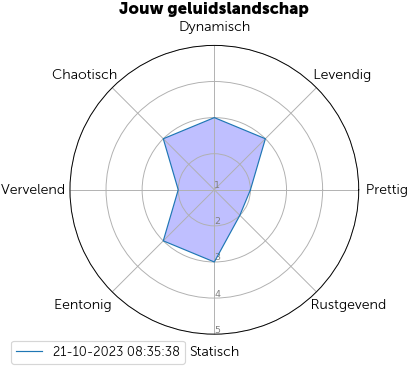 Jouw geluidslandschap
Dynamisch
Chaotisch
Levendig
Vervelend
1
Prettig
2
3
4
Eentonig
Rustgevend
5
21-10-2023 08:35:38
Statisch